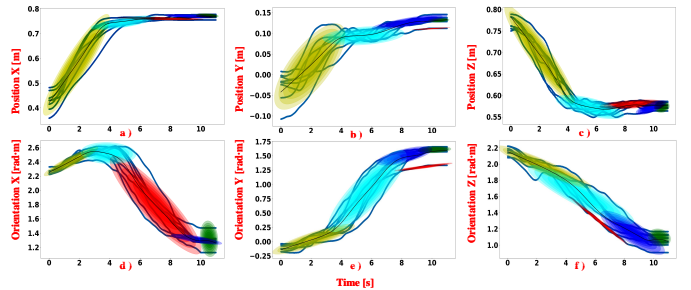 Position X [m]
0.8
0.7
0.6
0.5
0.4
0 2 4 6 8 10
a )
Position Y [m]
0.15
0.10
0.05
0.00
−0.05
−0.10
0 2 4 6 8 10
b )
Position Z [m]
0.80
0.75
0.70
0.65
0.60
0.55
0 2 4 6 8 10
c )
Orientation X [rad·m]
2.6
2.4
2.2
2.0
1.8
1.6
1.4
1.2
0 2 4 6 8 10
d )
Orientation Y [rad·m]
1.75
1.50
1.25
1.00
0.75
0.50
0.25
0.00
−0.25
0 2 4 6 8 10
e )
Orientation Z [rad·m]
2.2
2.0
1.8
1.6
1.4
1.2
1.0
0 2 4 6 8 10
f )
Time [s]